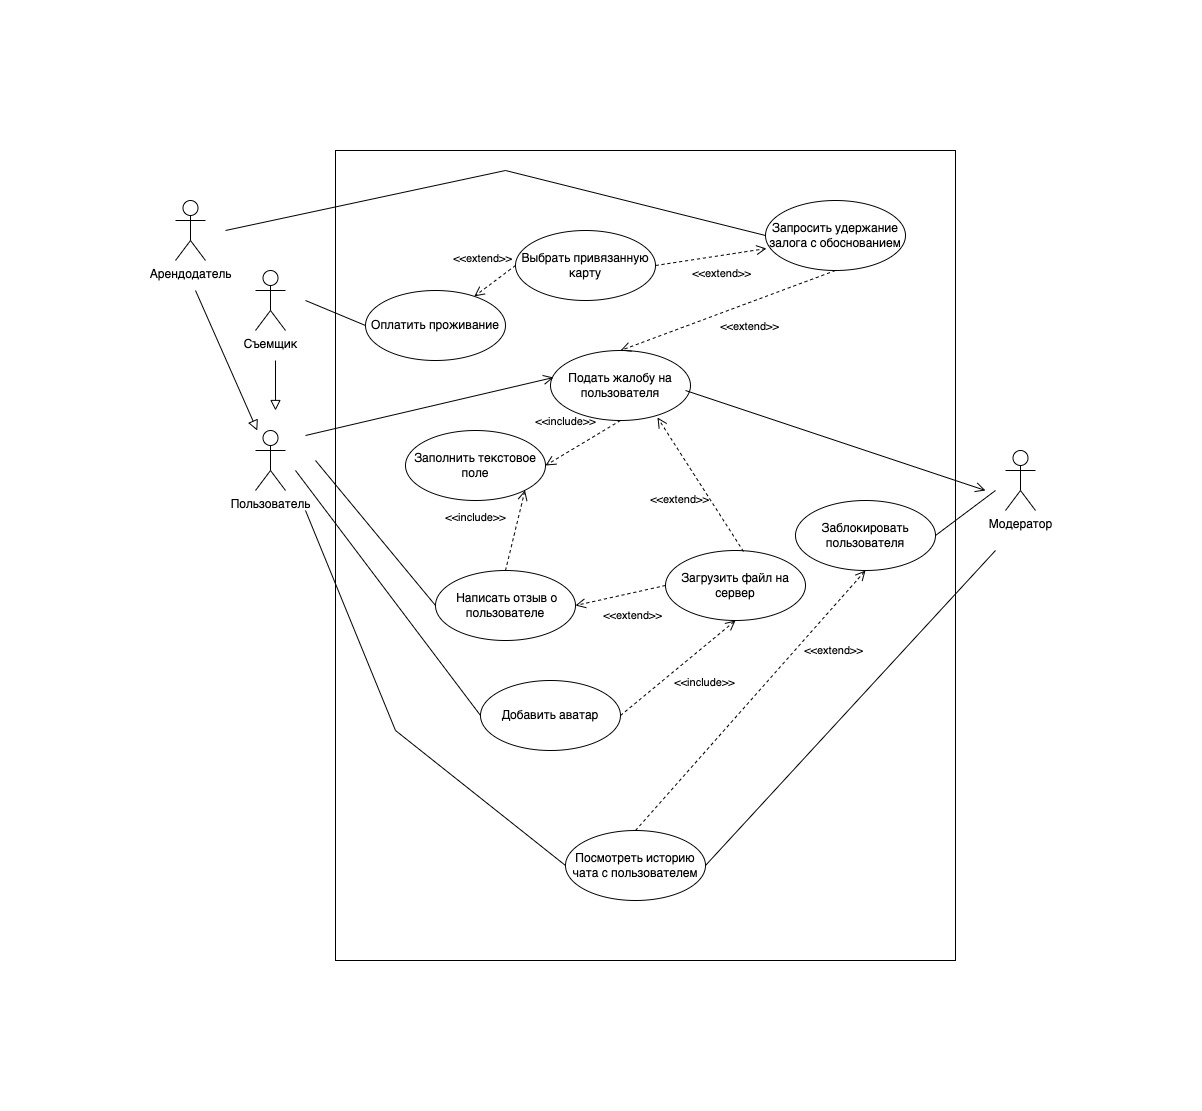 Запросить удержание
залога с обоснованием
<<extend>>
Выбрать привязанную
карту
<<extend>>
Арендодатель
<<extend>>
Оплатить проживание
Съемщик
Подать жалобу на
пользователя
<<include>>
Заполнить текстовое
поле
Пользователь
<<extend>>
<<include>>
Заблокировать
пользователя
Модератор
Загрузить файл на
сервер
Написать отзыв о
пользователе
<<extend>>
<<extend>>
<<include>>
Добавить аватар
Посмотреть историю
чата с пользователем